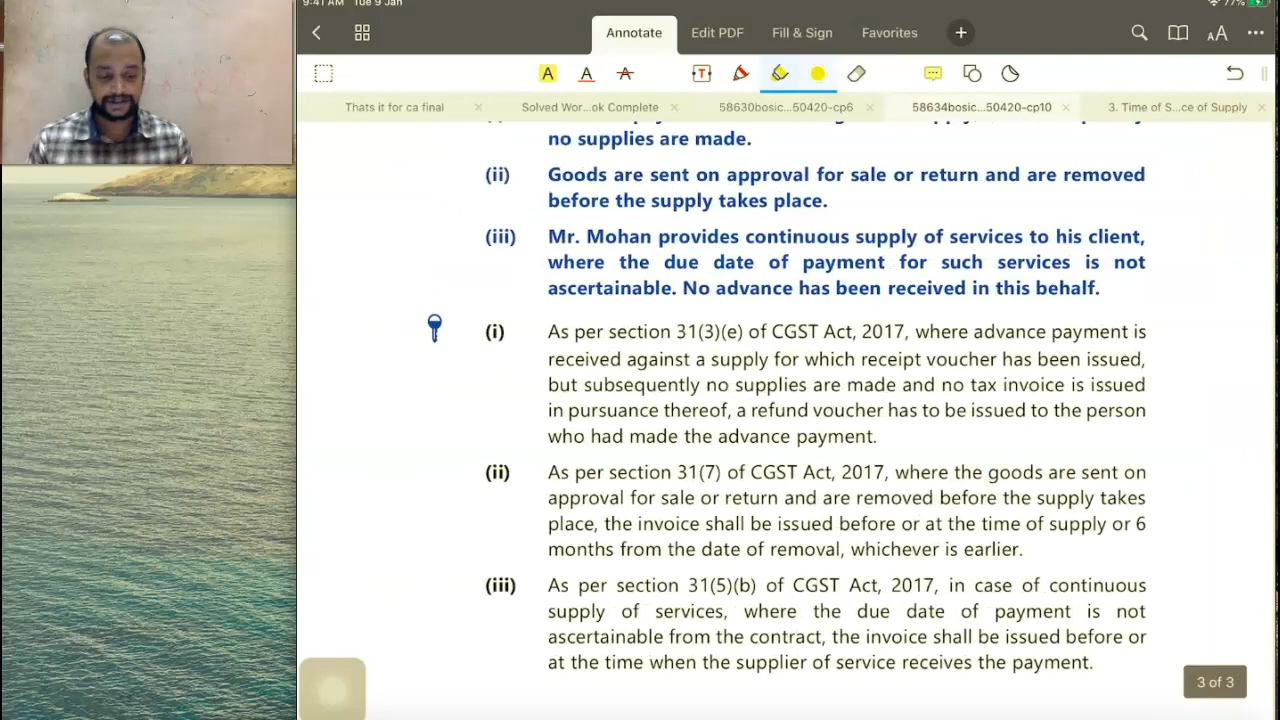 9:41 AM Tue 9 Jan
77%
Annotate
Edit PDF
Fill & Sign
Favorites
AA
A A A T
Thats it for ca final
Solved Wor...ok Complete
58630bosic...50420-cp6
58634bosic...50420-cp10
3. Time of S...ce of Supply
no supplies are made.
(ii) Goods are sent on approval for sale or return and are removed
before the supply takes place.
(iii) Mr. Mohan provides continuous supply of services to his client,
where the due date of payment for such services is not
ascertainable. No advance has been received in this behalf.
(i) As per section 31(3)(e) of CGST Act, 2017, where advance payment is
received against a supply for which receipt voucher has been issued,
but subsequently no supplies are made and no tax invoice is issued
in pursuance thereof, a refund voucher has to be issued to the person
who had made the advance payment.
(ii) As per section 31(7) of CGST Act, 2017, where the goods are sent on
approval for sale or return and are removed before the supply takes
place, the invoice shall be issued before or at the time of supply or 6
months from the date of removal, whichever is earlier.
(iii) As per section 31(5)(b) of CGST Act, 2017, in case of continuous
supply of services, where the due date of payment is not
ascertainable from the contract, the invoice shall be issued before or
at the time when the supplier of service receives the payment.
3 of 3